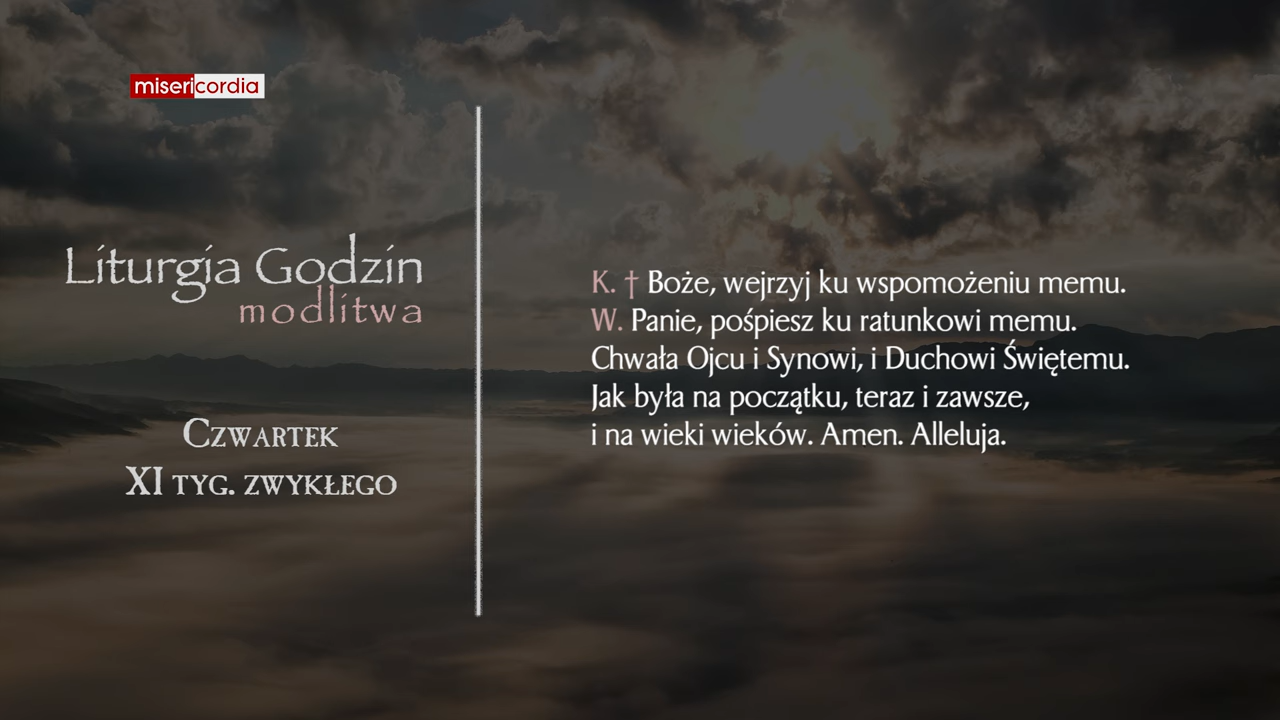 misericordia
Liturgia Godzin
modlitwa
Czwartek
XI tyg. zwykłego
K. † Boże, wejrzyj ku wspomożeniu memu.
W. Panie, pośpiesz ku ratunkowi memu.
Chwała Ojcu i Synowi, i Duchowi Świętemu.
Jak była na początku, teraz i zawsze,
i na wieki wieków. Amen. Alleluja.